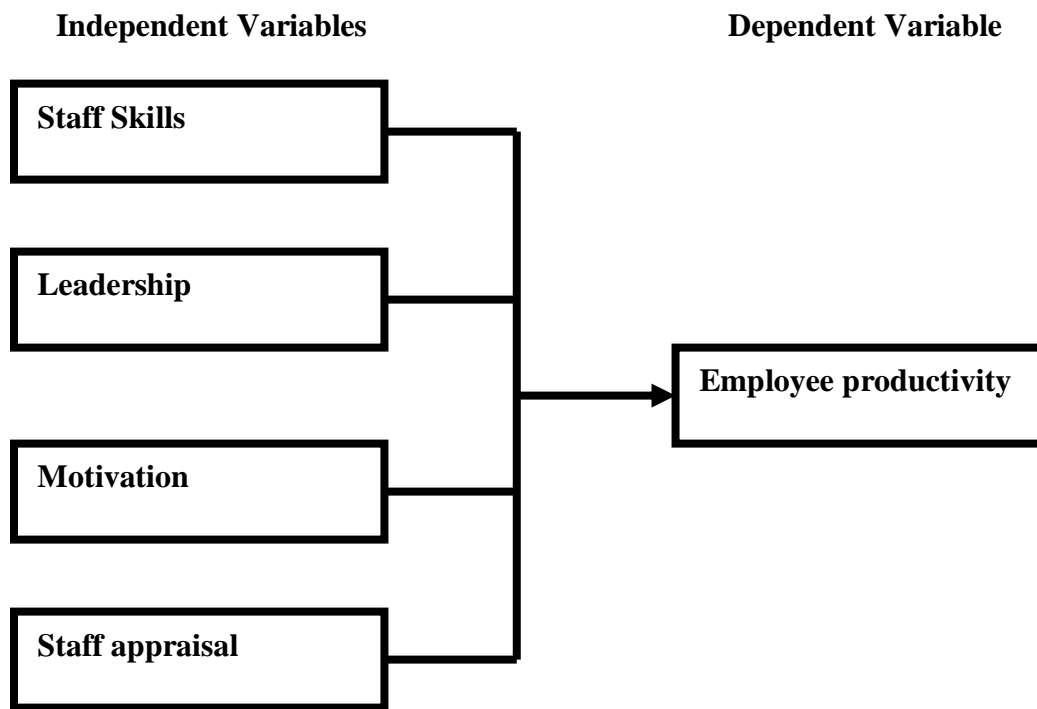 Independent Variables
Dependent Variable
Staff Skills
Leadership
Employee productivity
Motivation
Staff appraisal